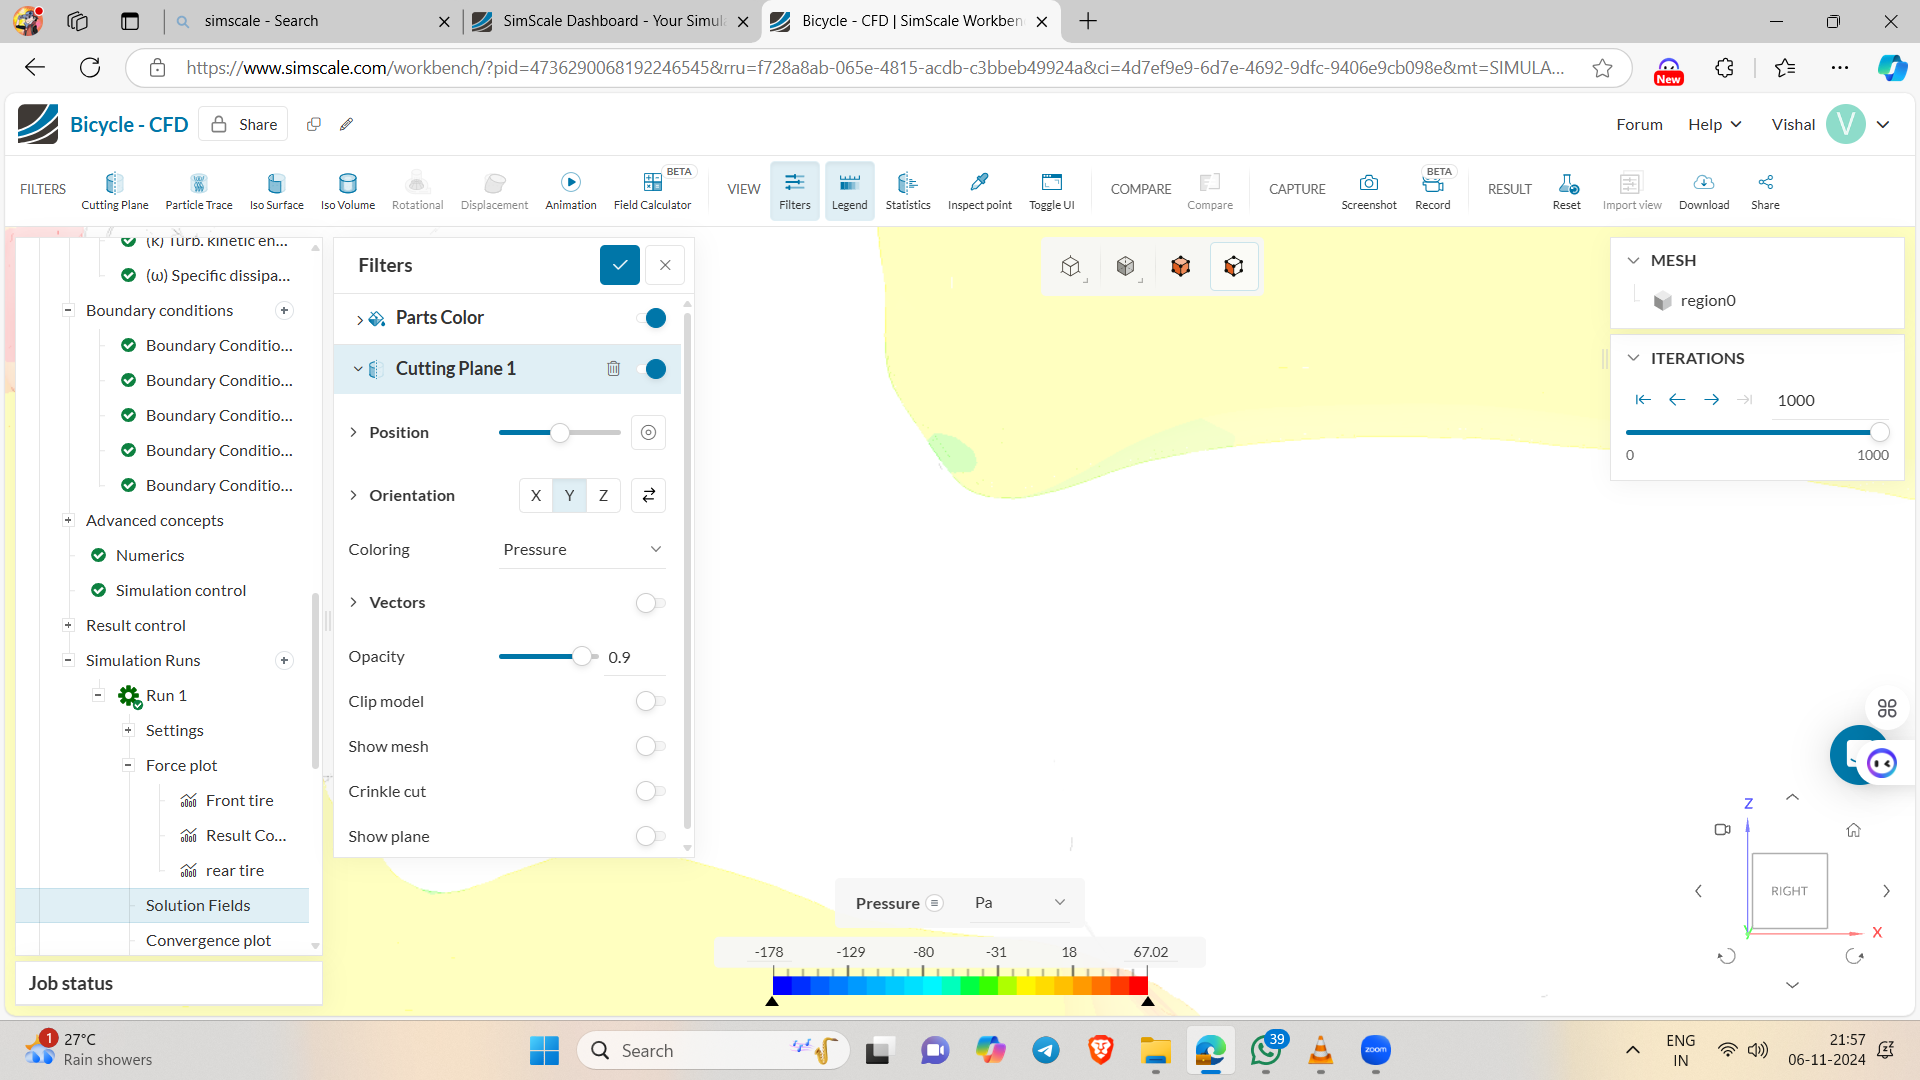 simscale - Search
SimScale Dashboard - Your Simula
Bicycle - CFD | SimScale Workben
https://www.simscale.com/workbench/?pid=4736290068192246545&rru=f728a8ab-065e-4815-acdb-c3bbeb49924a&ci=4d7ef9e9-6d7e-4692-9dfc-9406e9cb098e&mt=SIMULA...
New
Bicycle - CFD
Share
Forum
Help
Vishal
V
FILTERS
Cutting Plane
Particle Trace
Iso Surface
Iso Volume
Rotational
Displacement
Animation
BETA
Field Calculator
VIEW
Filters
Legend
Statistics
Inspect point
Toggle UI
COMPARE
Compare
CAPTURE
Screenshot
BETA
Record
RESULT
Reset
Import view
Download
Share
(k) Turb. kinetic en...
(ω) Specific dissipa...
Boundary conditions
Boundary Conditio...
Boundary Conditio...
Boundary Conditio...
Boundary Conditio...
Boundary Conditio...
Advanced concepts
Numerics
Simulation control
Result control
Simulation Runs
Run 1
Settings
Force plot
Front tire
Result Co...
rear tire
Solution Fields
Convergence plot
Job status
Filters
Parts Color
Cutting Plane 1
Position
Orientation
X Y Z
Coloring
Pressure
Vectors
Opacity
0.9
Clip model
Show mesh
Crinkle cut
Show plane
MESH
region0
ITERATIONS
1000
0
1000
Pressure
Pa
-178 -129 -80 -31 18 67.02
Z
RIGHT
X
Y
1
27°C
Rain showers
Search
39
zoom
ENG
IN
21:57
06-11-2024